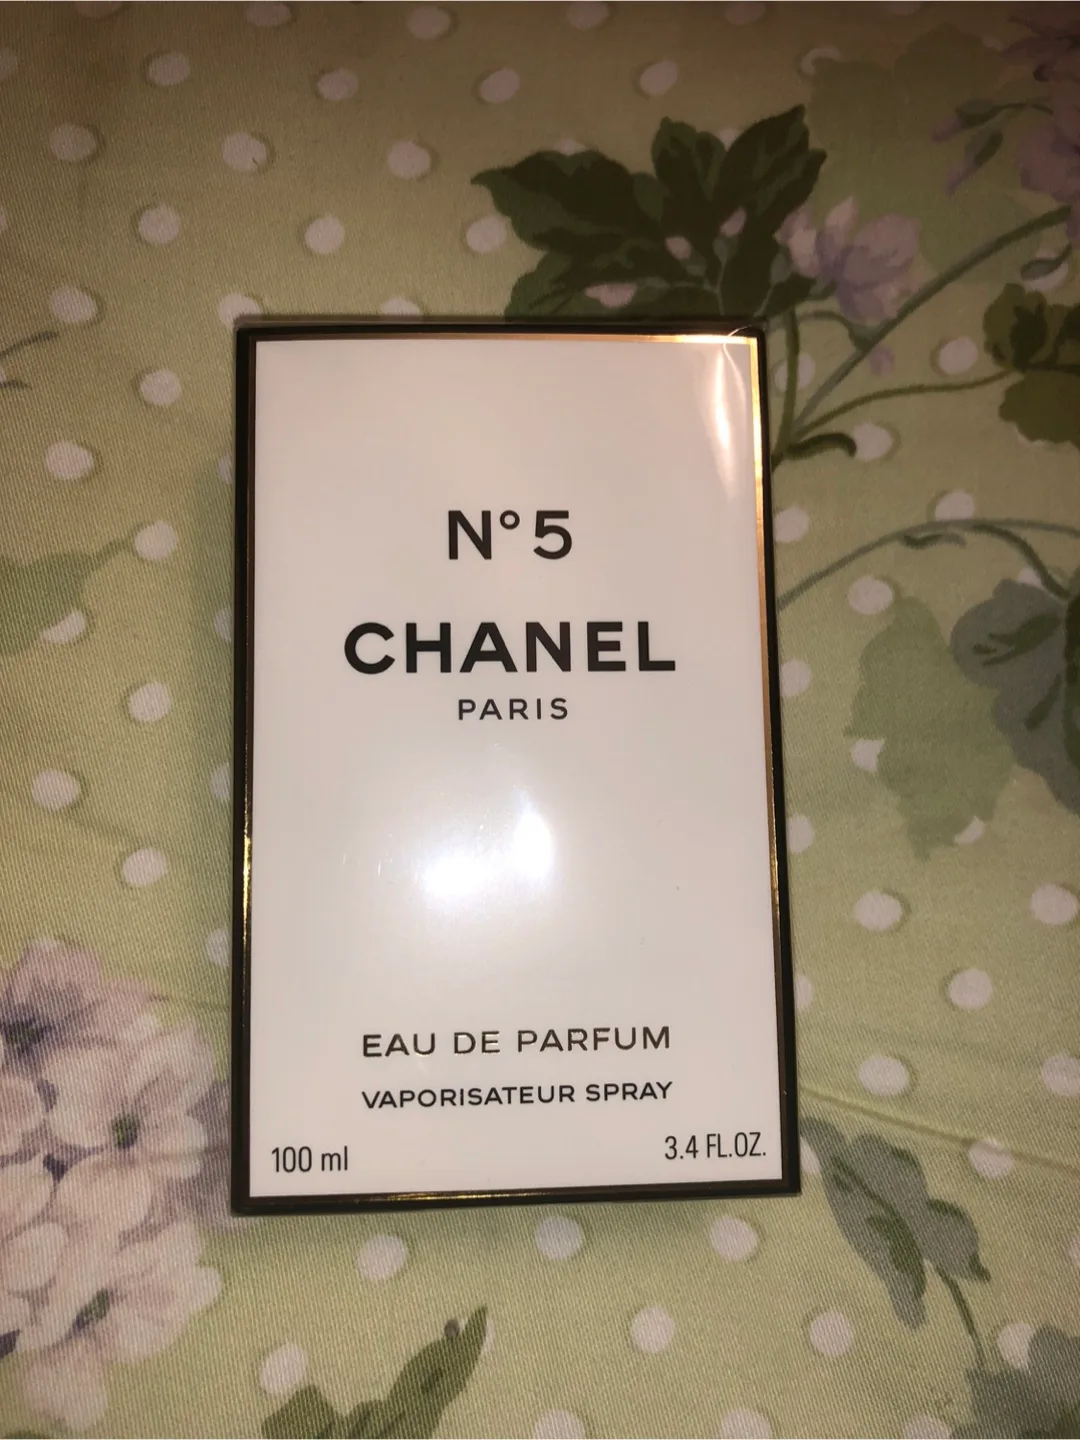 N°5
CHANEL
PARIS
EAU DE PARFUM
VAPORISATEUR SPRAY
100 ml
3.4 FL.OZ.